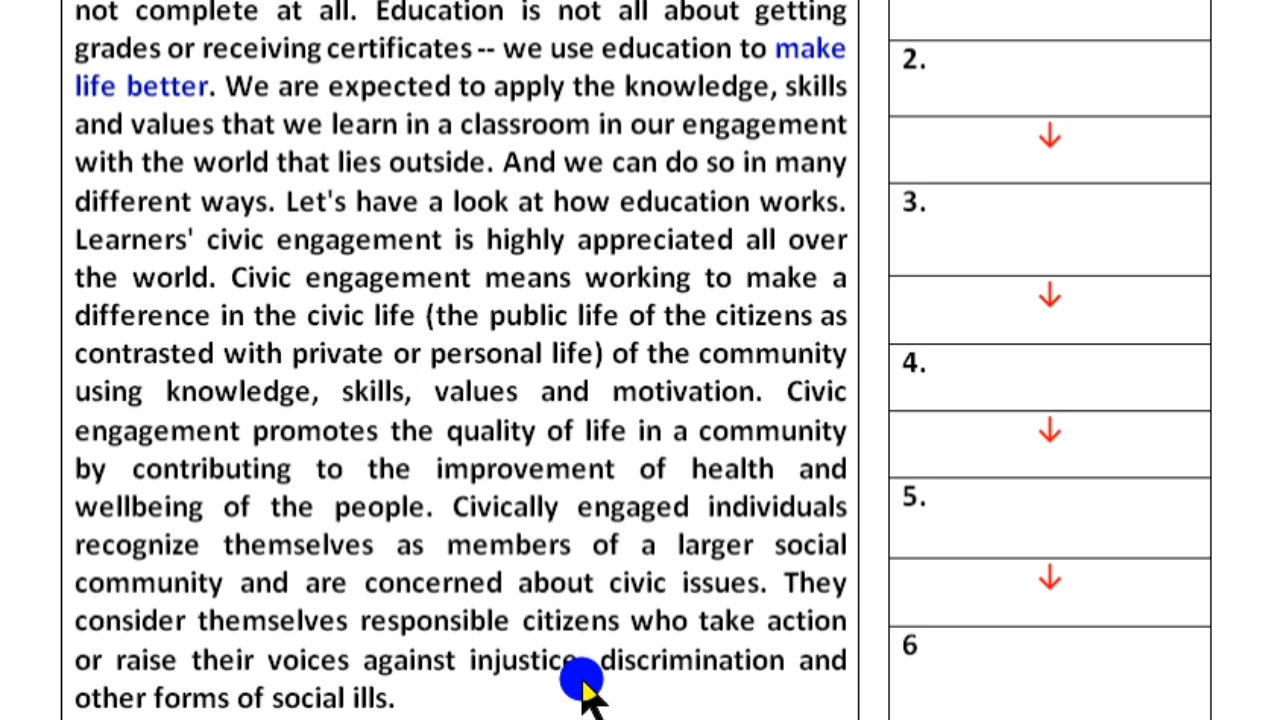 not complete at all. Education is not all about getting
grades or receiving certificates -- we use education to make
life better. We are expected to apply the knowledge, skills
and values that we learn in a classroom in our engagement
with the world that lies outside. And we can do so in many
different ways. Let's have a look at how education works.
Learners' civic engagement is highly appreciated all over
the world. Civic engagement means working to make a
difference in the civic life (the public life of the citizens as
contrasted with private or personal life) of the community
using knowledge, skills, values and motivation. Civic
engagement promotes the quality of life in a community
by contributing to the improvement of health and
wellbeing of the people. Civically engaged individuals
recognize themselves as members of a larger social
community and are concerned about civic issues. They
consider themselves responsible citizens who take action
or raise their voices against injustice, discrimination and
other forms of social ills.
2.
↓
3.
↓
4.
↓
5.
↓
6